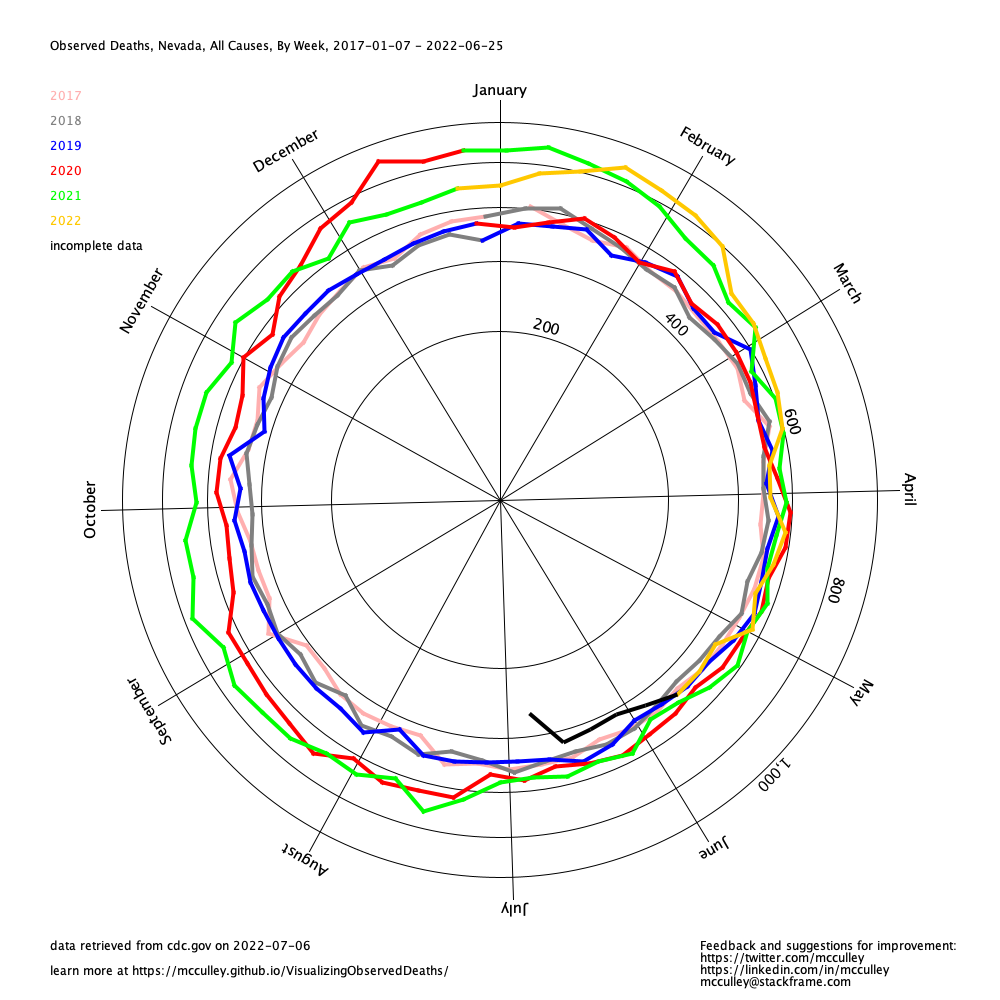 Observed Deaths, Nevada, All Causes, By Week, 2017-01-07 - 2022-06-25
2017
2018
2019
2020
2021
2022
incomplete data
January
February
March
April
May
June
July
August
September
October
November
December
200
400
600
800
1,000
data retrieved from cdc.gov on 2022-07-06
learn more at https://mcculley.github.io/VisualizingObservedDeaths/
Feedback and suggestions for improvement:
https://twitter.com/mcculley
https://linkedin.com/in/mcculley
mcculley@stackframe.com